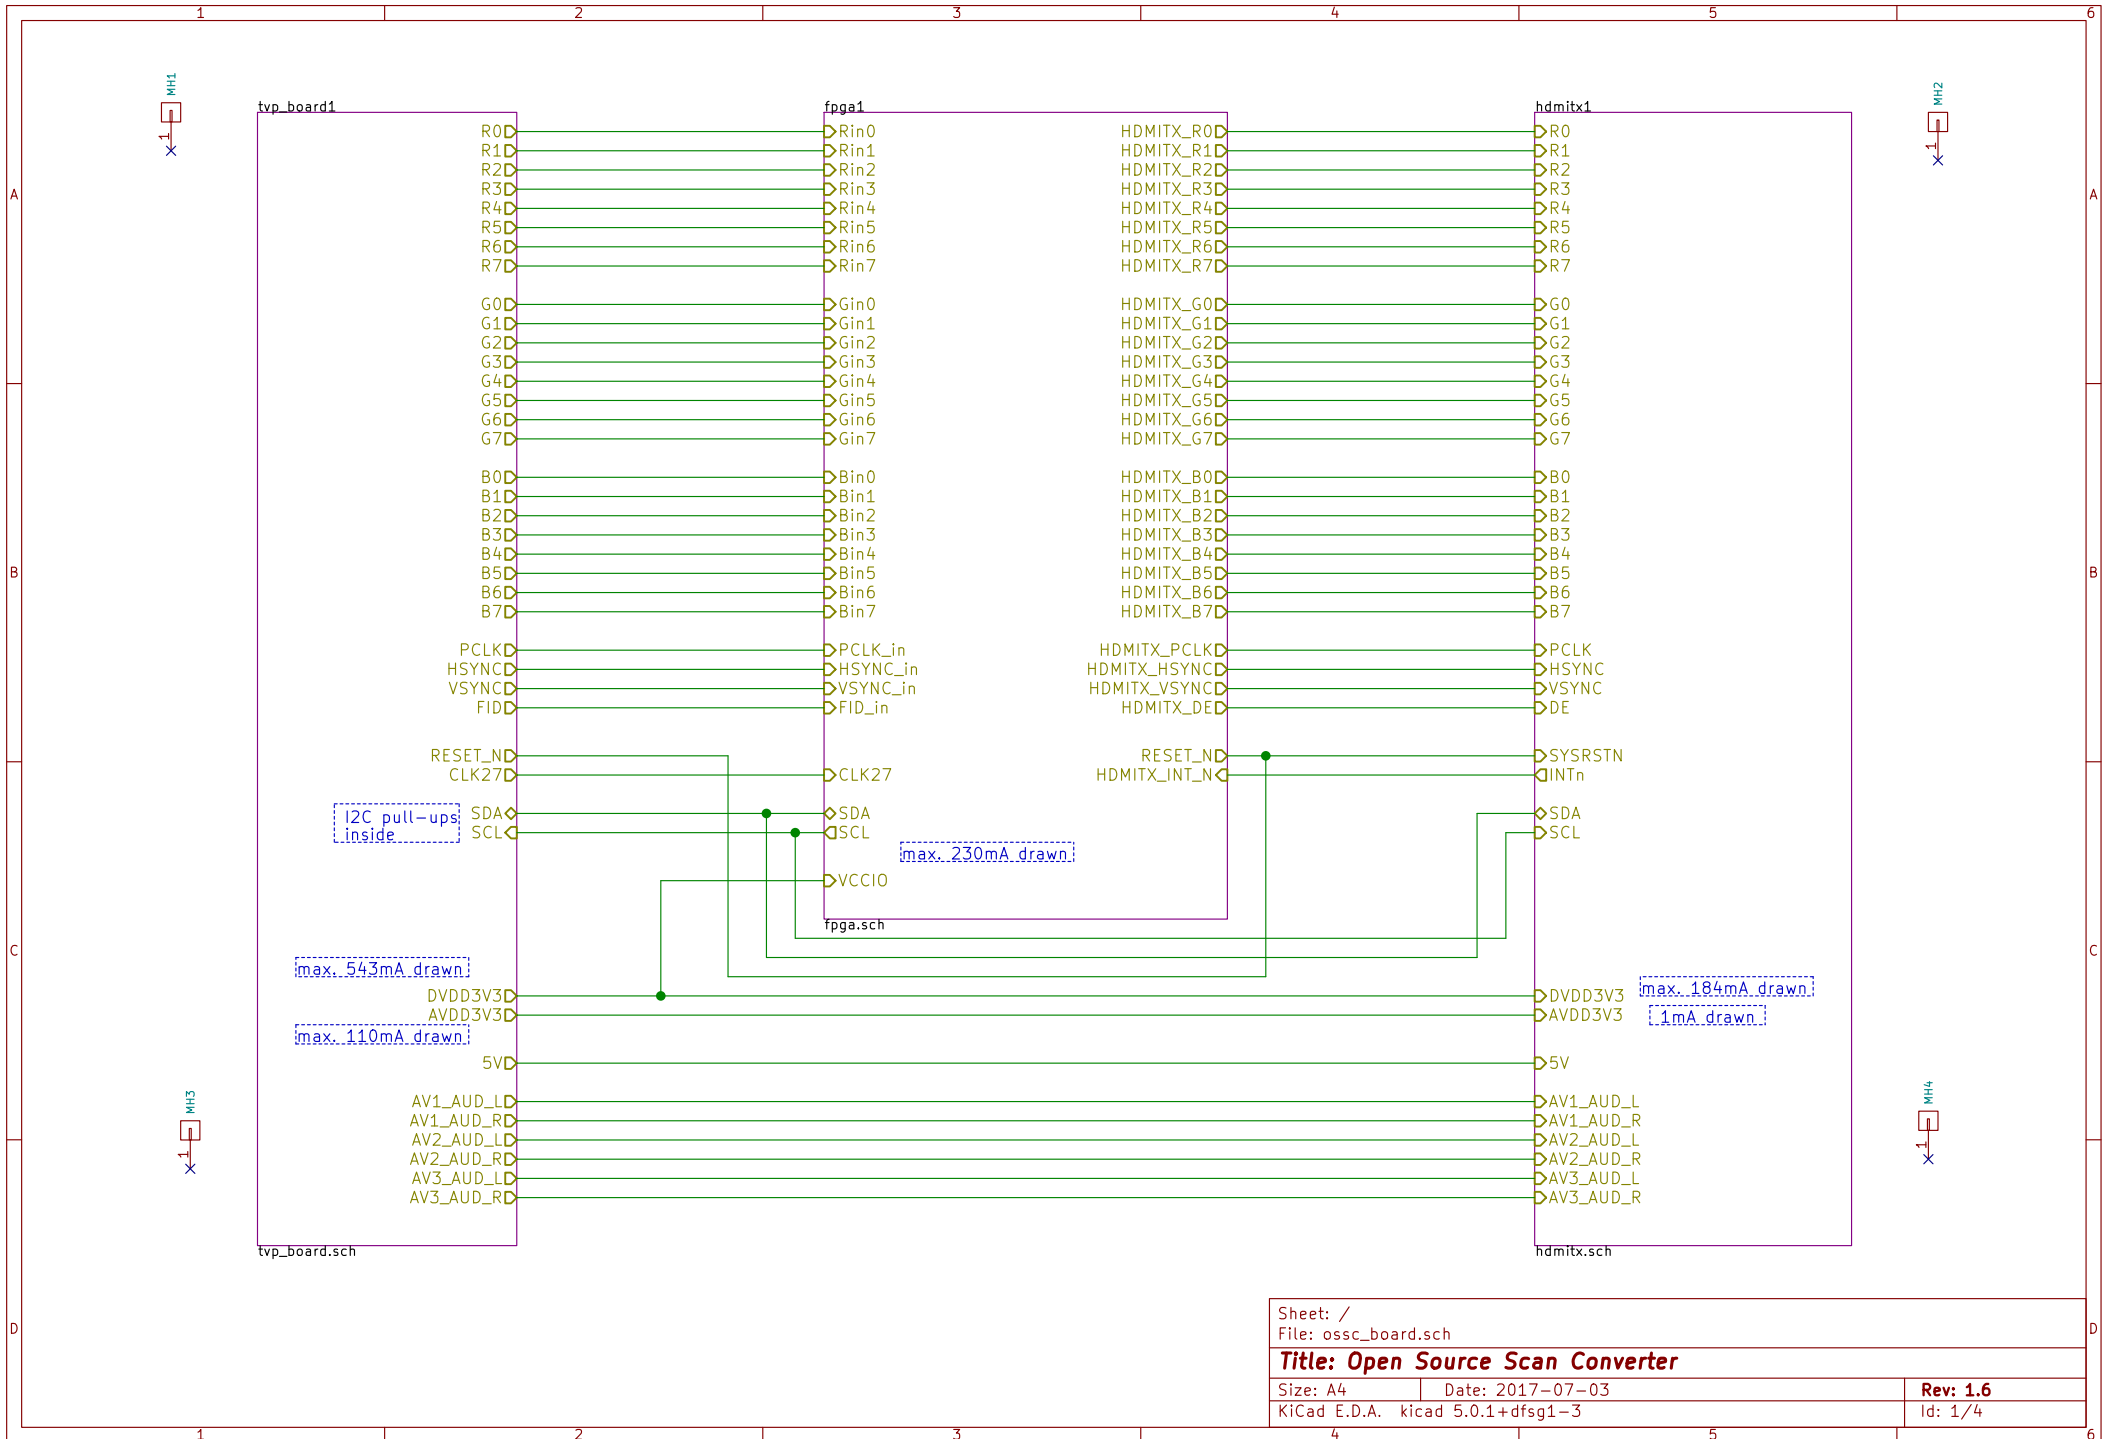 1 2 3 4 5 6
A
B
C
D
A
B
C
D
MH1
1
MH2
1
MH3
1
MH4
1
tvp_board1
R0
R1
R2
R3
R4
R5
R6
R7
G0
G1
G2
G3
G4
G5
G6
G7
B0
B1
B2
B3
B4
B5
B6
B7
PCLK
HSYNC
VSYNC
FID
RESET_N
CLK27
SDA
SCL
I2C pull-ups
inside
max. 543mA drawn
DVDD3V3
AVDD3V3
max. 110mA drawn
5V
AV1_AUD_L
AV1_AUD_R
AV2_AUD_L
AV2_AUD_R
AV3_AUD_L
AV3_AUD_R
tvp_board.sch
fpga1
Rin0
Rin1
Rin2
Rin3
Rin4
Rin5
Rin6
Rin7
Gin0
Gin1
Gin2
Gin3
Gin4
Gin5
Gin6
Gin7
Bin0
Bin1
Bin2
Bin3
Bin4
Bin5
Bin6
Bin7
PCLK_in
HSYNC_in
VSYNC_in
FID_in
CLK27
SDA
SCL
VCCIO
max. 230mA drawn
HDMITX_R0
HDMITX_R1
HDMITX_R2
HDMITX_R3
HDMITX_R4
HDMITX_R5
HDMITX_R6
HDMITX_R7
HDMITX_G0
HDMITX_G1
HDMITX_G2
HDMITX_G3
HDMITX_G4
HDMITX_G5
HDMITX_G6
HDMITX_G7
HDMITX_B0
HDMITX_B1
HDMITX_B2
HDMITX_B3
HDMITX_B4
HDMITX_B5
HDMITX_B6
HDMITX_B7
HDMITX_PCLK
HDMITX_HSYNC
HDMITX_VSYNC
HDMITX_DE
RESET_N
HDMITX_INT_N
fpga.sch
hdmitx1
R0
R1
R2
R3
R4
R5
R6
R7
G0
G1
G2
G3
G4
G5
G6
G7
B0
B1
B2
B3
B4
B5
B6
B7
PCLK
HSYNC
VSYNC
DE
SYSRSTN
INTn
SDA
SCL
DVDD3V3
AVDD3V3
max. 184mA drawn
1mA drawn
5V
AV1_AUD_L
AV1_AUD_R
AV2_AUD_L
AV2_AUD_R
AV3_AUD_L
AV3_AUD_R
hdmitx.sch
Sheet: /
File: ossc_board.sch
Title: Open Source Scan Converter
Size: A4 Date: 2017-07-03 Rev: 1.6
KiCad E.D.A. kicad 5.0.1+dfsg1-3 Id: 1/4
1 2 3 4 5 6